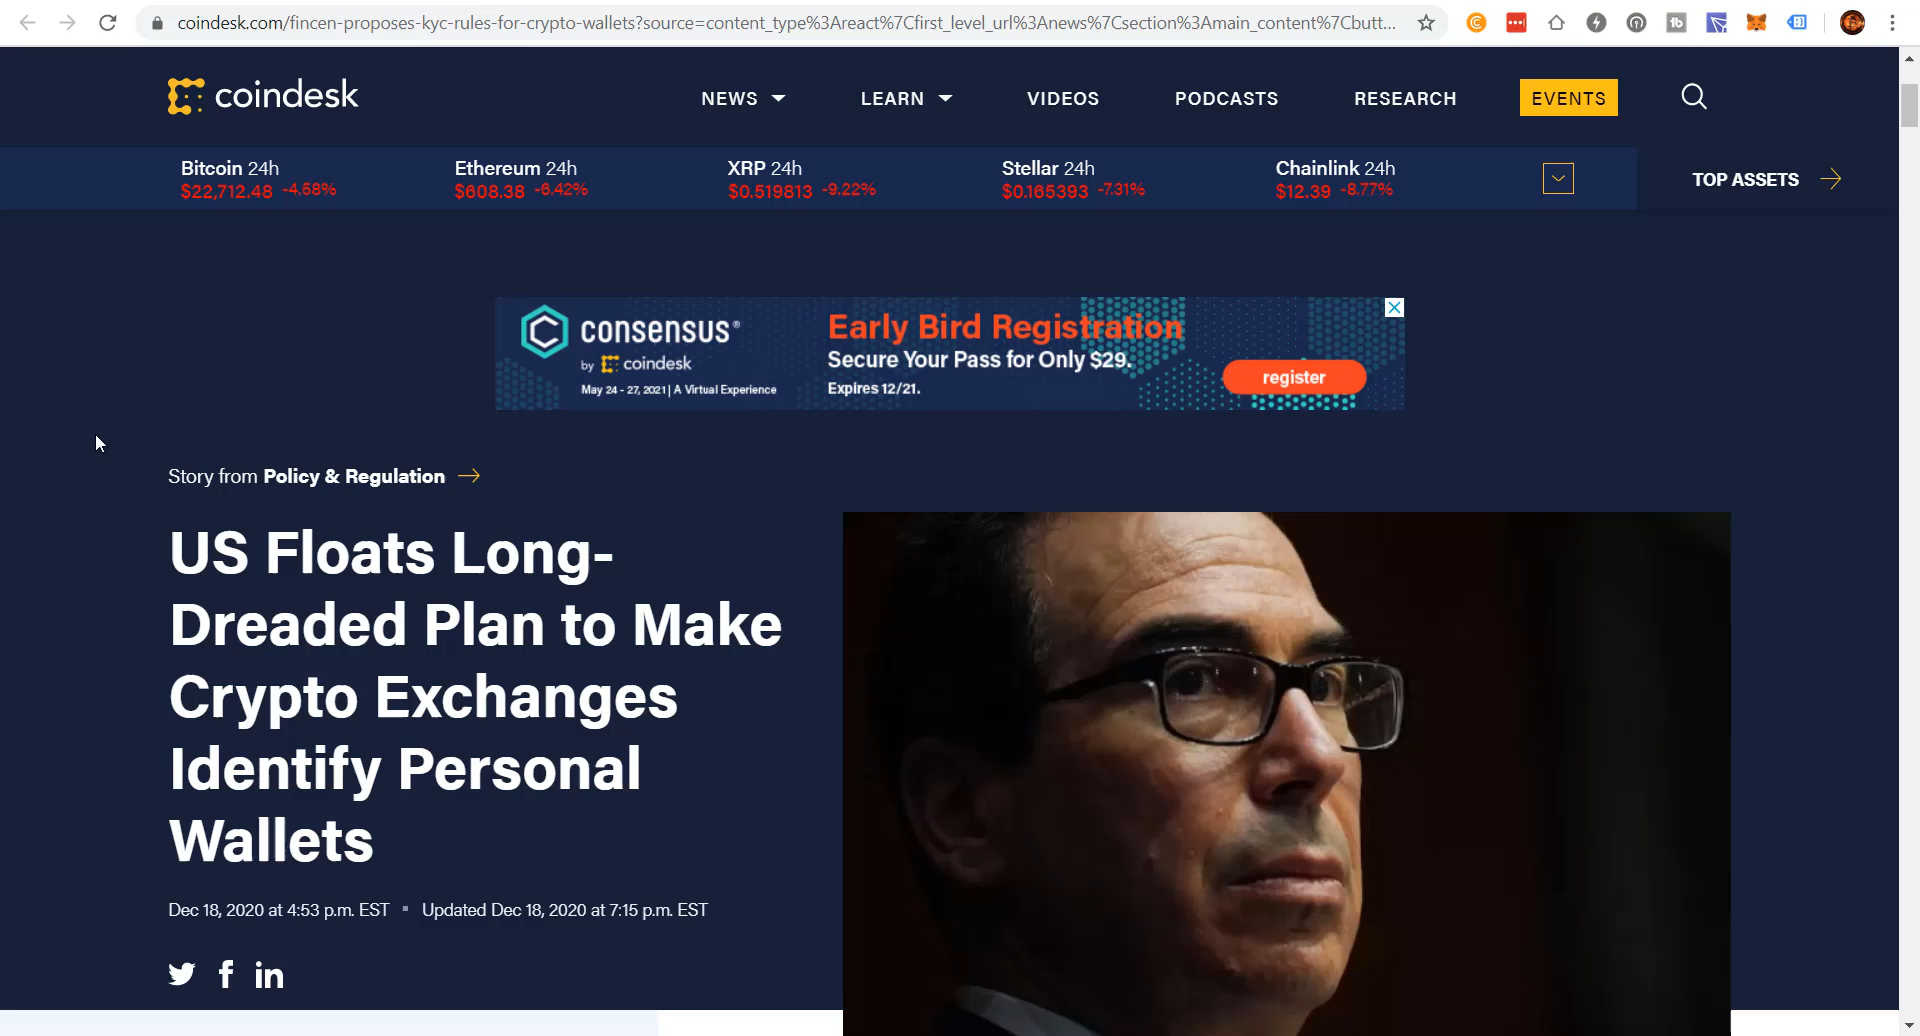 coindesk.com/fincen-proposes-kyc-rules-for-crypto-wallets?source=content_type%3Areact%7Cfirst_level_url%3Anews%7Csection%3Amain_content%7Cbutt...
coindesk
NEWS LEARN VIDEOS PODCASTS RESEARCH EVENTS
Bitcoin 24h Ethereum 24h XRP 24h Stellar 24h Chainlink 24h
$22,712.48 -4.58% $608.38 -6.42% $0.519813 -9.22% $0.165393 -7.31% $12.39 -8.77%
TOP ASSETS
consensus
by coindesk
May 24 - 27, 2021 | A Virtual Experience
Early Bird Registration
Secure Your Pass for Only $29.
Expires 12/21.
register
Story from Policy & Regulation
US Floats Long-
Dreaded Plan to Make
Crypto Exchanges
Identify Personal
Wallets
Dec 18, 2020 at 4:53 p.m. EST Updated Dec 18, 2020 at 7:15 p.m. EST